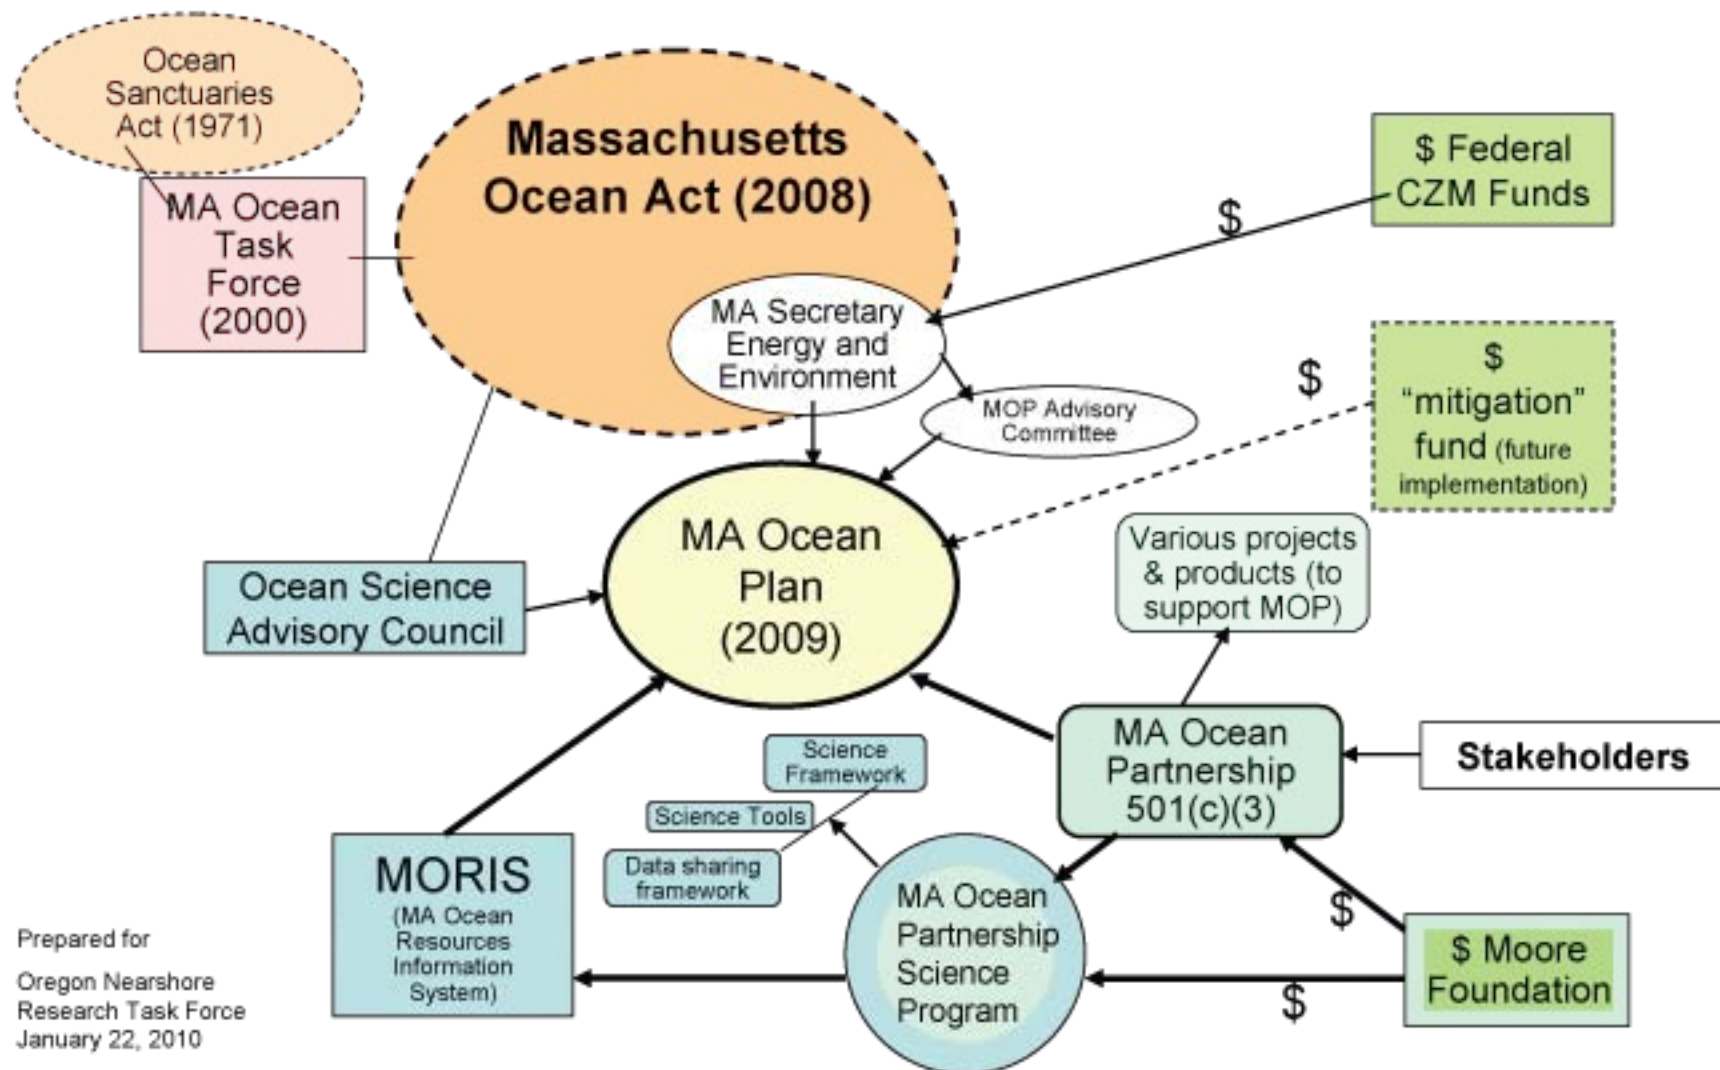 Ocean
Sanctuaries
Act (1971)
MA Ocean
Task
Force
(2000)
Massachusetts
Ocean Act (2008)
MA Secretary
Energy and
Environment
MOP Advisory
Committee
$ Federal
CZM Funds
$
$
“mitigation”
fund (future
implementation)
$
Ocean Science
Advisory Council
MA Ocean
Plan
(2009)
Various projects
& products (to
support MOP)
MA Ocean
Partnership
501(c)(3)
Stakeholders
Science
Framework
Science Tools
Data sharing
framework
MORIS
(MA Ocean
Resources
Information
System)
MA Ocean
Partnership
Science
Program
$
$
$ Moore
Foundation
Prepared for
Oregon Nearshore
Research Task Force
January 22, 2010